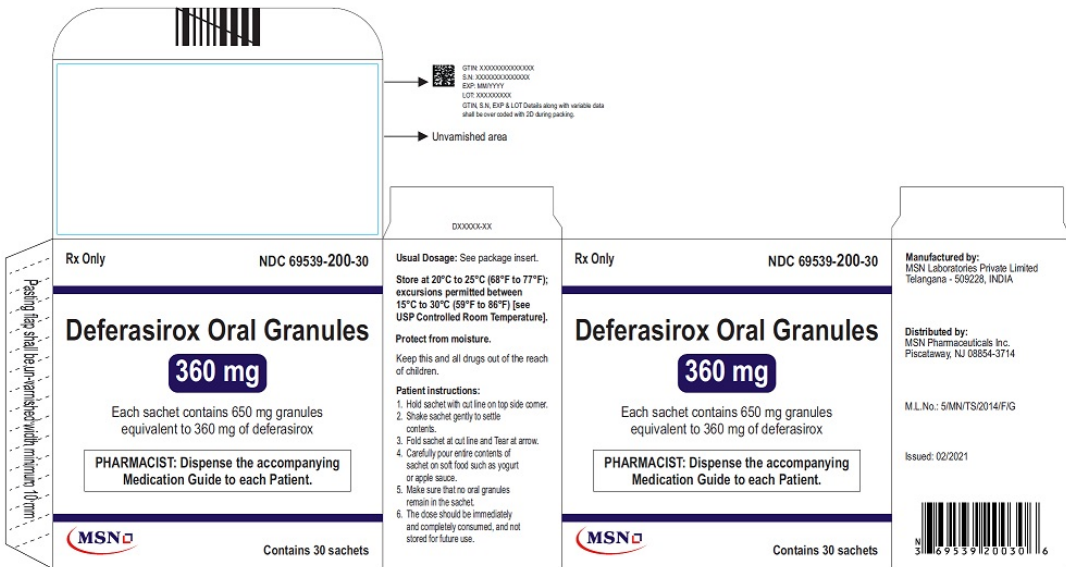 GTIN: XXXXXXXXXXXXXX
S.N: XXXXXXXXXXXXXX
EXP: MM/YYYY
LOT: XXXXXXXXX
GTIN, S.N, EXP & LOT Details along with variable data
shall be over coded with 2D during packing.
Unvarnished area
Pasting flap shall be un-varnished width minimum 10 mm
Rx Only
NDC 69539-200-30
Deferasirox Oral Granules
360 mg
Each sachet contains 650 mg granules
equivalent to 360 mg of deferasirox
PHARMACIST: Dispense the accompanying
Medication Guide to each Patient.
MSN
Contains 30 sachets
DXXXXX-XX
Usual Dosage: See package insert.
Store at 20°C to 25°C (68°F to 77°F);
excursions permitted between
15°C to 30°C (59°F to 86°F) [see
USP Controlled Room Temperature].
Protect from moisture.
Keep this and all drugs out of the reach
of children.
Patient instructions:
1. Hold sachet with cut line on top side corner.
2. Shake sachet gently to settle
contents.
3. Fold sachet at cut line and Tear at arrow.
4. Carefully pour entire contents of
sachet on soft food such as yogurt
or apple sauce.
5. Make sure that no oral granules
remain in the sachet.
6. The dose should be immediately
and completely consumed, and not
stored for future use.
Rx Only
NDC 69539-200-30
Deferasirox Oral Granules
360 mg
Each sachet contains 650 mg granules
equivalent to 360 mg of deferasirox
PHARMACIST: Dispense the accompanying
Medication Guide to each Patient.
MSN
Contains 30 sachets
Manufactured by:
MSN Laboratories Private Limited
Telangana - 509228, INDIA
Distributed by:
MSN Pharmaceuticals Inc.
Piscataway, NJ 08854-3714
M.L.No.: 5/MN/TS/2014/F/G
Issued: 02/2021
N
3 69539 20030 6